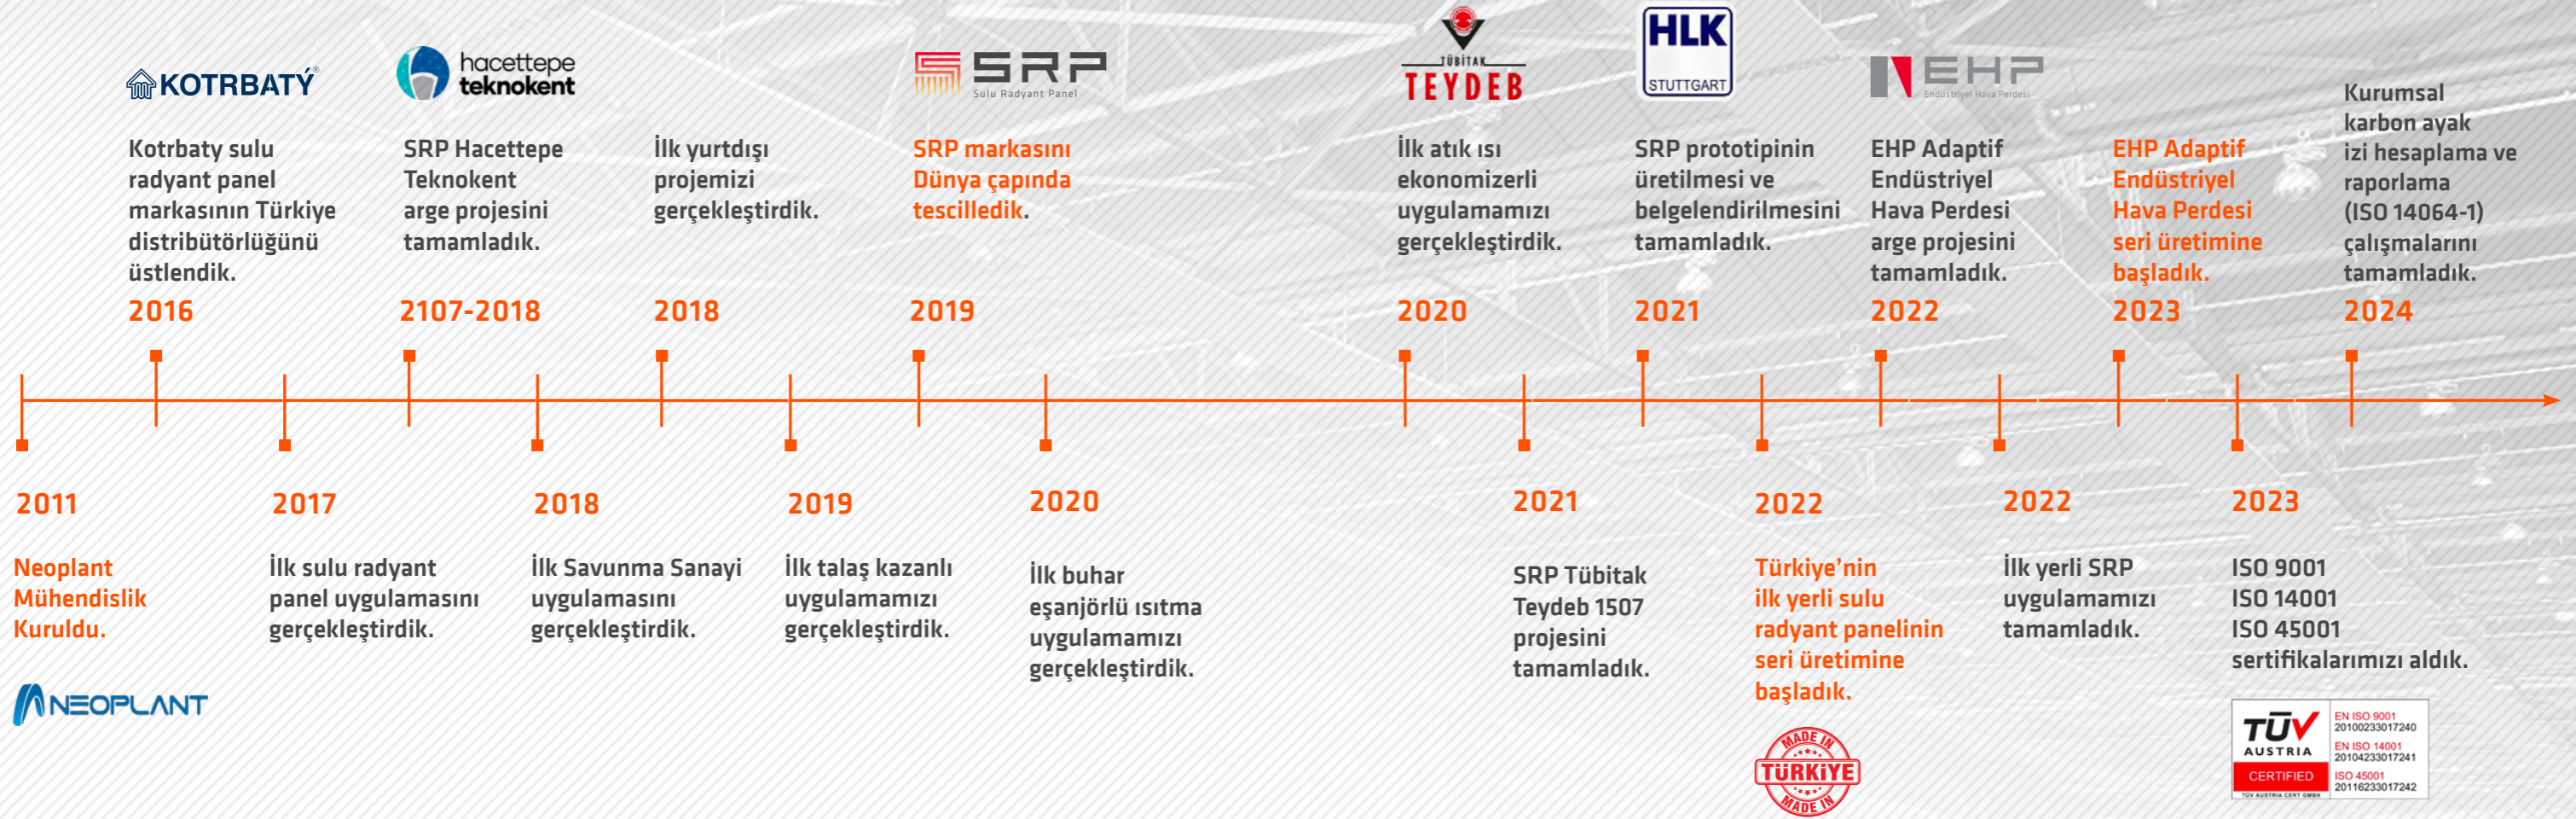 KOTRBATÝ®
Kotrbaty sulu
radyant panel
markasının Türkiye
distribütörlüğünü
üstlendik.
2016
hacettepe
teknokent
SRP Hacettepe
Teknokent
arge projesini
tamamladık.
2107-2018
İlk yurtdışı
projemizi
gerçekleştirdik.
2018
SRP
Sulu Radyant Panel
SRP markasını
Dünya çapında
tescilledik.
2019
TÜBİTAK
TEYDEB
İlk atık ısı
ekonomizerli
uygulamamızı
gerçekleştirdik.
2020
HLK
STUTTGART
SRP prototipinin
üretilmesi ve
belgelendirilmesini
tamamladık.
2021
EHP
Endüstriyel Hava Perdesi
EHP Adaptif
Endüstriyel
Hava Perdesi
arge projesini
tamamladık.
2022
EHP Adaptif
Endüstriyel
Hava Perdesi
seri üretimine
başladık.
2023
Kurumsal
karbon ayak
izi hesaplama ve
raporlama
(ISO 14064-1)
çalışmalarını
tamamladık.
2024
2011
Neoplant
Mühendislik
Kuruldu.
NEOPLANT
2017
İlk sulu radyant
panel uygulamasını
gerçekleştirdik.
2018
İlk Savunma Sanayi
uygulamasını
gerçekleştirdik.
2019
İlk talaş kazanlı
uygulamamızı
gerçekleştirdik.
2020
İlk buhar
eşanjörlü ısıtma
uygulamamızı
gerçekleştirdik.
2021
SRP Tübitak
Teydeb 1507
projesini
tamamladık.
2022
Türkiye’nin
ilk yerli sulu
radyant panelinin
seri üretimine
başladık.
MADE IN
TÜRKİYE
MADE IN
2022
İlk yerli SRP
uygulamamızı
tamamladık.
2023
ISO 9001
ISO 14001
ISO 45001
sertifikalarımızı aldık.
TÜV
AUSTRIA
CERTIFIED
TÜV AUSTRIA CERT GMBH
EN ISO 9001
20100233017240
EN ISO 14001
20104233017241
ISO 45001
20116233017242